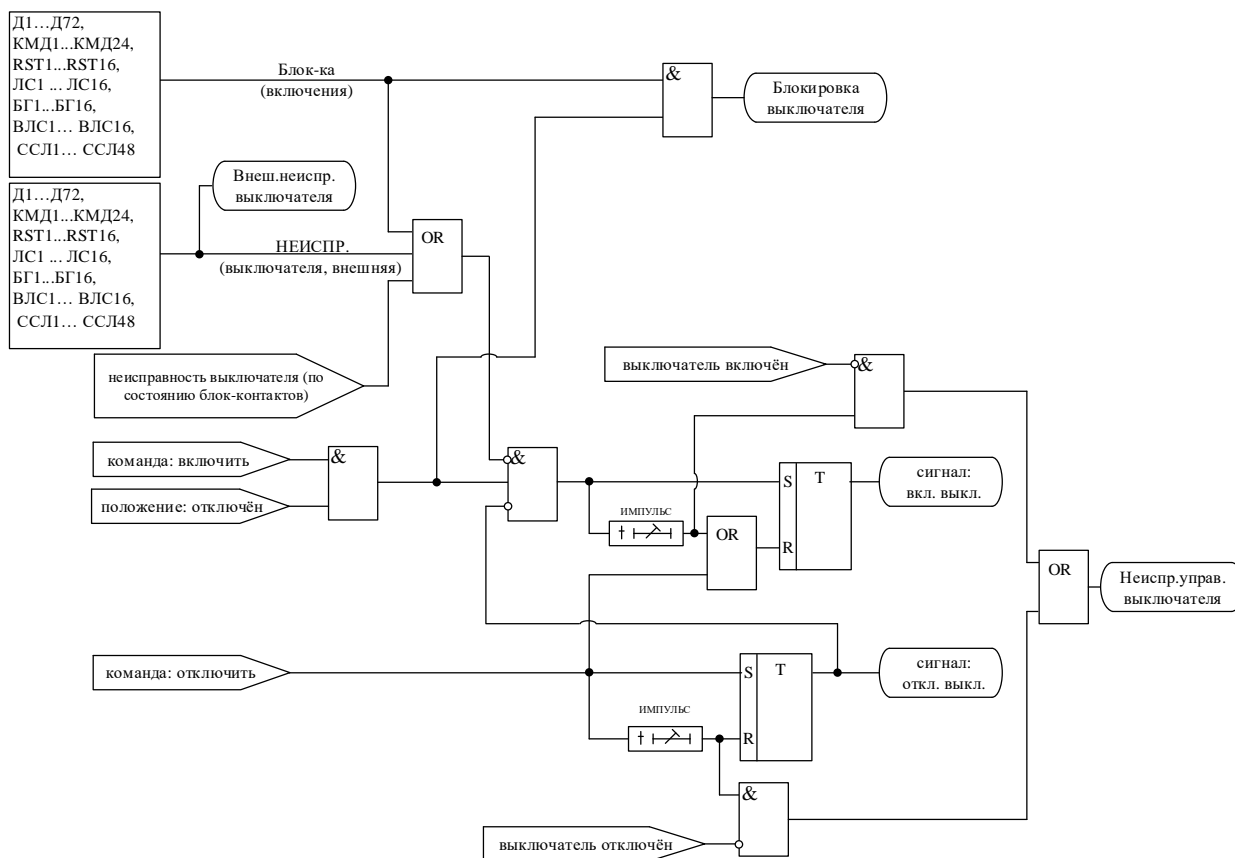 Д1…Д72,
КМД1...КМД24,
RST1...RST16,
ЛС1 ... ЛС16,
БГ1...БГ16,
ВЛС1… ВЛС16,
ССЛ1… ССЛ48
Блок-ка
(включения)
&
Блокировка
выключателя
Д1…Д72,
КМД1...КМД24,
RST1...RST16,
ЛС1 ... ЛС16,
БГ1...БГ16,
ВЛС1… ВЛС16,
ССЛ1… ССЛ48
Внеш.неиспр.
выключателя
НЕИСПР.
(выключателя, внешняя)
OR
неисправность выключателя (по
состоянию блок-контактов)
выключатель включён
&
команда: включить
положение: отключён
&
&
ИМПУЛЬС
OR
S
T
R
сигнал:
вкл. выкл.
OR
Неиспр.управ.
выключателя
команда: отключить
ИМПУЛЬС
S
T
R
сигнал:
откл. выкл.
&
выключатель отключён